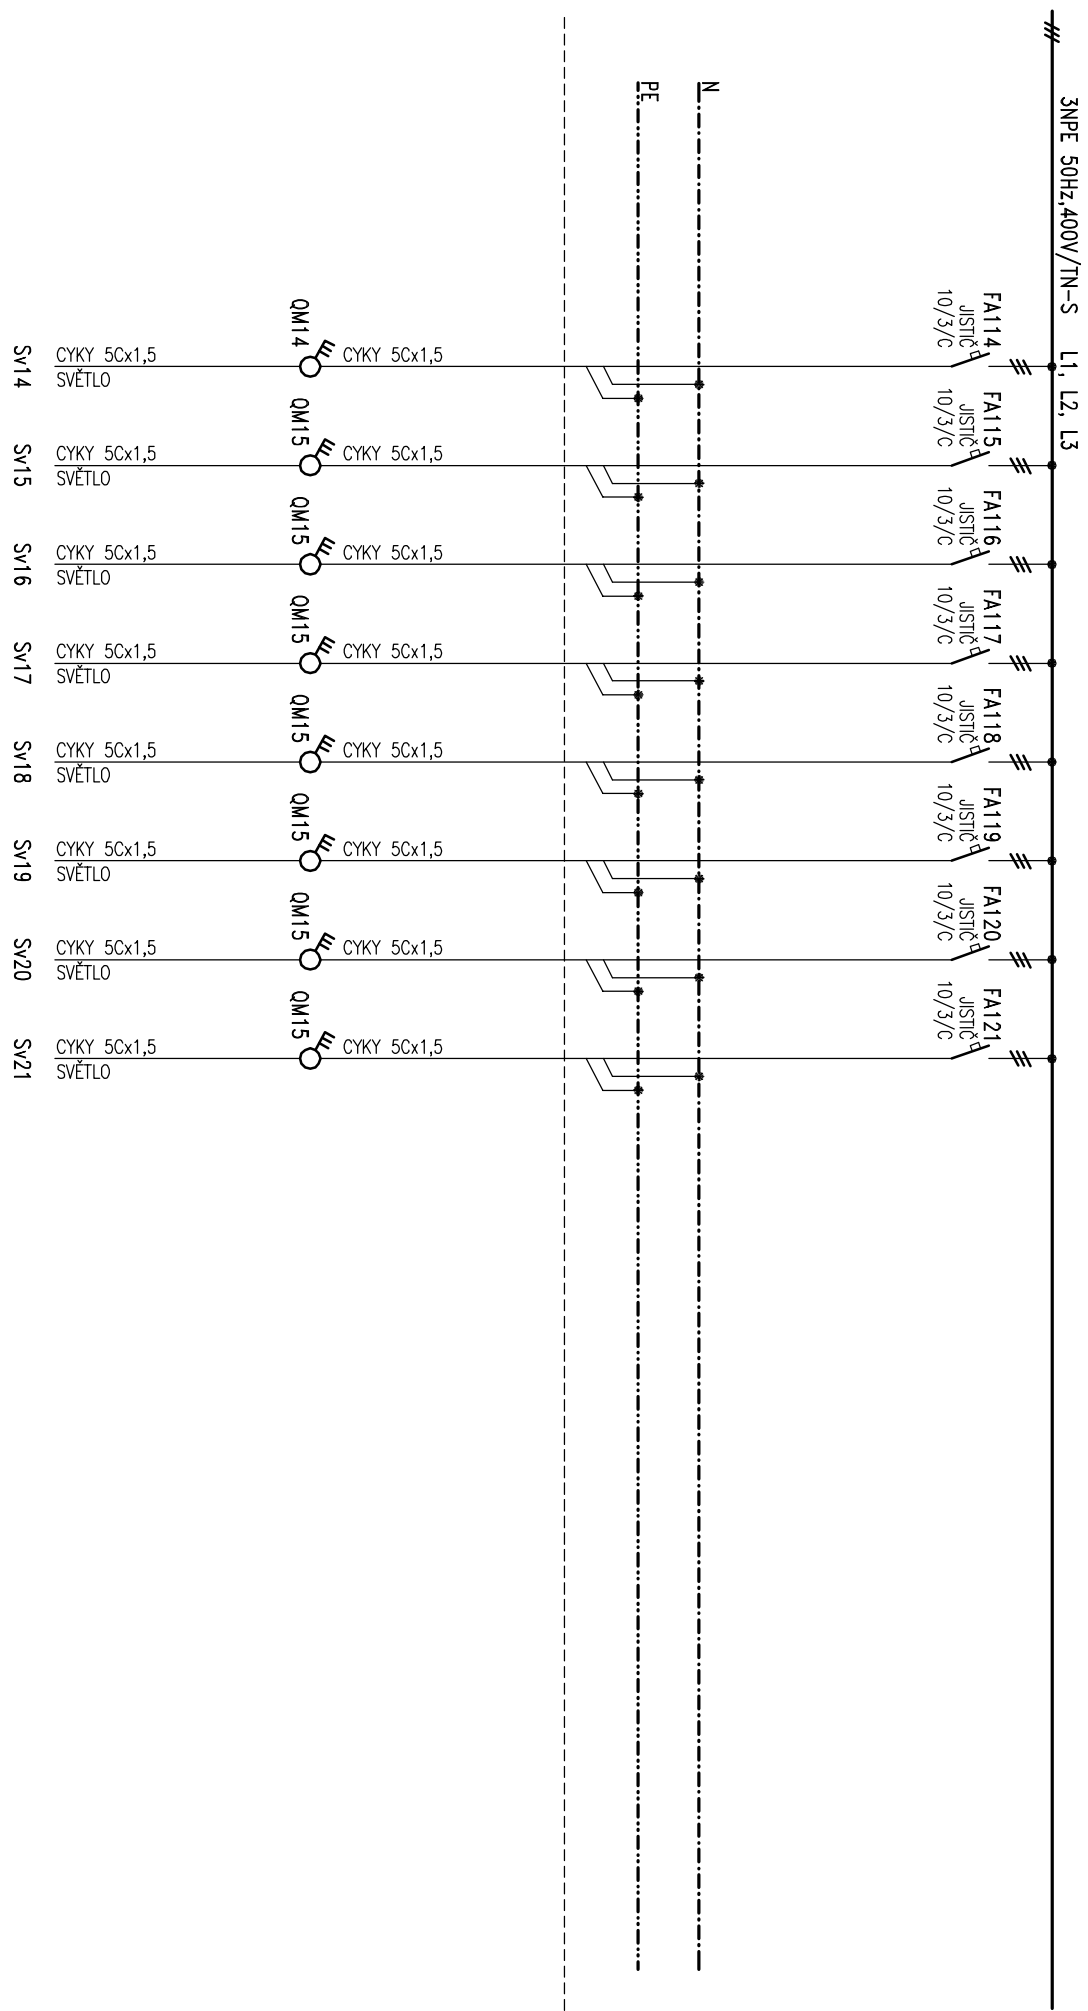 3NPE 50Hz,400V/TN-S L1, L2, L3
N
PE
FA114
JISTIČ
10/3/C
CYKY 5Cx1,5
QM14
CYKY 5Cx1,5
SVĚTLO
Sv14
FA115
JISTIČ
10/3/C
CYKY 5Cx1,5
QM15
CYKY 5Cx1,5
SVĚTLO
Sv15
FA116
JISTIČ
10/3/C
CYKY 5Cx1,5
QM15
CYKY 5Cx1,5
SVĚTLO
Sv16
FA117
JISTIČ
10/3/C
CYKY 5Cx1,5
QM15
CYKY 5Cx1,5
SVĚTLO
Sv17
FA118
JISTIČ
10/3/C
CYKY 5Cx1,5
QM15
CYKY 5Cx1,5
SVĚTLO
Sv18
FA119
JISTIČ
10/3/C
CYKY 5Cx1,5
QM15
CYKY 5Cx1,5
SVĚTLO
Sv19
FA120
JISTIČ
10/3/C
CYKY 5Cx1,5
QM15
CYKY 5Cx1,5
SVĚTLO
Sv20
FA121
JISTIČ
10/3/C
CYKY 5Cx1,5
QM15
CYKY 5Cx1,5
SVĚTLO
Sv21